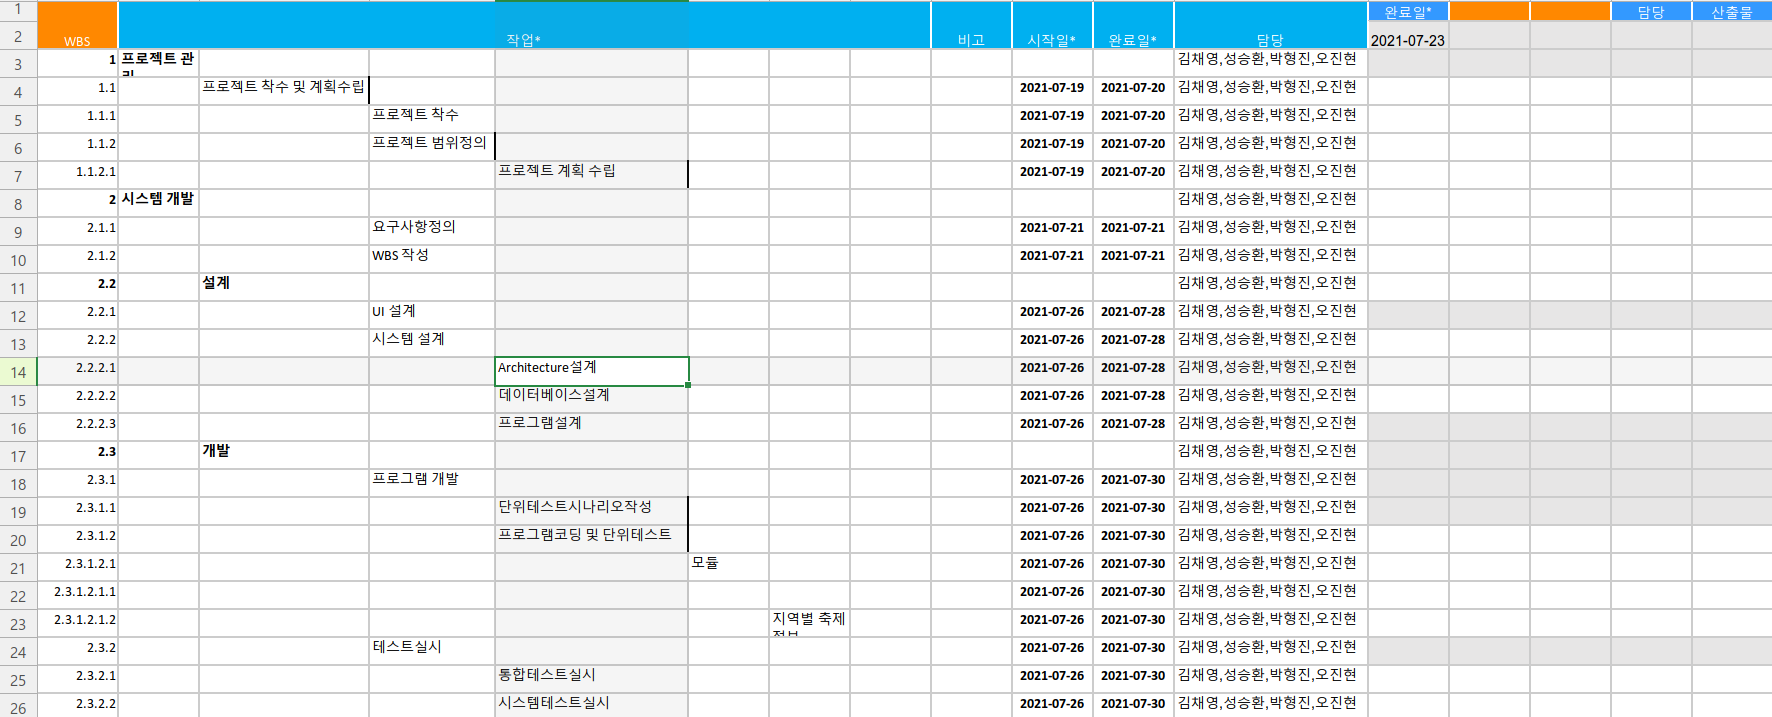 1 완료일* 담당 산출물
2 WBS 작업* 비고 시작일* 완료일* 담당 2021-07-23
3 1 프로젝트 관 김채영,성승환,박형진,오진현
4 1.1 프로젝트 착수 및 계획수립 2021-07-19 2021-07-20 김채영,성승환,박형진,오진현
5 1.1.1 프로젝트 착수 2021-07-19 2021-07-20 김채영,성승환,박형진,오진현
6 1.1.2 프로젝트 범위정의 2021-07-19 2021-07-20 김채영,성승환,박형진,오진현
7 1.1.2.1 프로젝트 계획 수립 2021-07-19 2021-07-20 김채영,성승환,박형진,오진현
8 2 시스템 개발 김채영,성승환,박형진,오진현
9 2.1.1 요구사항정의 2021-07-21 2021-07-21 김채영,성승환,박형진,오진현
10 2.1.2 WBS 작성 2021-07-21 2021-07-21 김채영,성승환,박형진,오진현
11 2.2 설계 김채영,성승환,박형진,오진현
12 2.2.1 UI 설계 2021-07-26 2021-07-28 김채영,성승환,박형진,오진현
13 2.2.2 시스템 설계 2021-07-26 2021-07-28 김채영,성승환,박형진,오진현
14 2.2.2.1 Architecture설계 2021-07-26 2021-07-28 김채영,성승환,박형진,오진현
15 2.2.2.2 데이터베이스설계 2021-07-26 2021-07-28 김채영,성승환,박형진,오진현
16 2.2.2.3 프로그램설계 2021-07-26 2021-07-28 김채영,성승환,박형진,오진현
17 2.3 개발 김채영,성승환,박형진,오진현
18 2.3.1 프로그램 개발 2021-07-26 2021-07-30 김채영,성승환,박형진,오진현
19 2.3.1.1 단위테스트시나리오작성 2021-07-26 2021-07-30 김채영,성승환,박형진,오진현
20 2.3.1.2 프로그램코딩 및 단위테스트 2021-07-26 2021-07-30 김채영,성승환,박형진,오진현
21 2.3.1.2.1 모듈 2021-07-26 2021-07-30 김채영,성승환,박형진,오진현
22 2.3.1.2.1.1 2021-07-26 2021-07-30 김채영,성승환,박형진,오진현
23 2.3.1.2.1.2 지역별 축제 2021-07-26 2021-07-30 김채영,성승환,박형진,오진현
24 2.3.2 테스트실시 2021-07-26 2021-07-30 김채영,성승환,박형진,오진현
25 2.3.2.1 통합테스트실시 2021-07-26 2021-07-30 김채영,성승환,박형진,오진현
26 2.3.2.2 시스템테스트실시 2021-07-26 2021-07-30 김채영,성승환,박형진,오진현